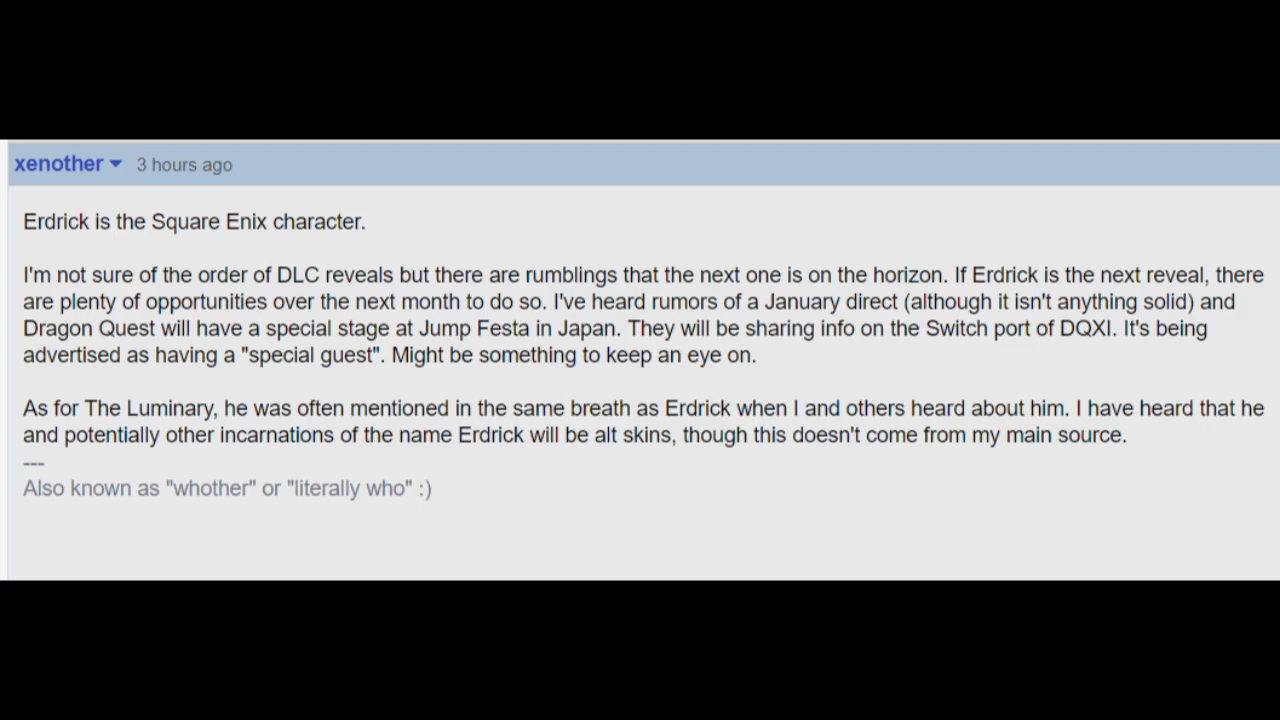 xenother 3 hours ago
Erdrick is the Square Enix character.
I'm not sure of the order of DLC reveals but there are rumblings that the next one is on the horizon. If Erdrick is the next reveal, there
are plenty of opportunities over the next month to do so. I've heard rumors of a January direct (although it isn't anything solid) and
Dragon Quest will have a special stage at Jump Festa in Japan. They will be sharing info on the Switch port of DQXI. It's being
advertised as having a "special guest". Might be something to keep an eye on.
As for The Luminary, he was often mentioned in the same breath as Erdrick when I and others heard about him. I have heard that he
and potentially other incarnations of the name Erdrick will be alt skins, though this doesn't come from my main source.
---
Also known as "whother" or "literally who" :)